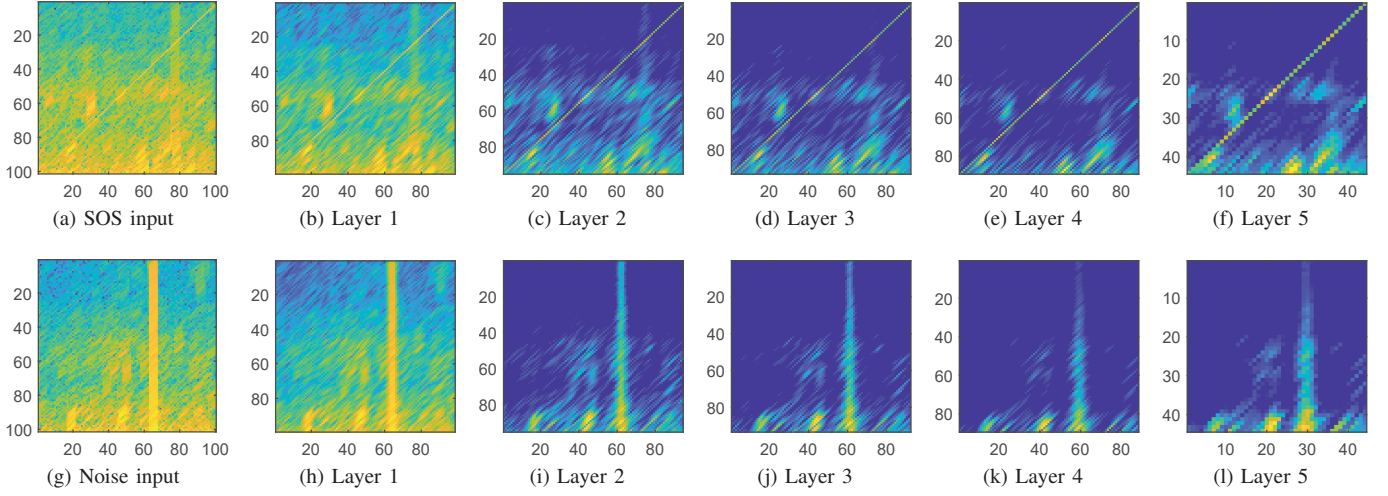 20
40
60
80
100
20 40 60 80 100
(a) SOS input
20
40
60
80
20 40 60 80
(b) Layer 1
20
40
60
80
20 40 60 80
(c) Layer 2
20
40
60
80
20 40 60 80
(d) Layer 3
20
40
60
80
20 40 60 80
(e) Layer 4
10
20
30
40
10 20 30 40
(f) Layer 5
20
40
60
80
100
20 40 60 80 100
(g) Noise input
20
40
60
80
20 40 60 80
(h) Layer 1
20
40
60
80
20 40 60 80
(i) Layer 2
20
40
60
80
20 40 60 80
(j) Layer 3
20
40
60
80
20 40 60 80
(k) Layer 4
10
20
30
40
10 20 30 40
(l) Layer 5